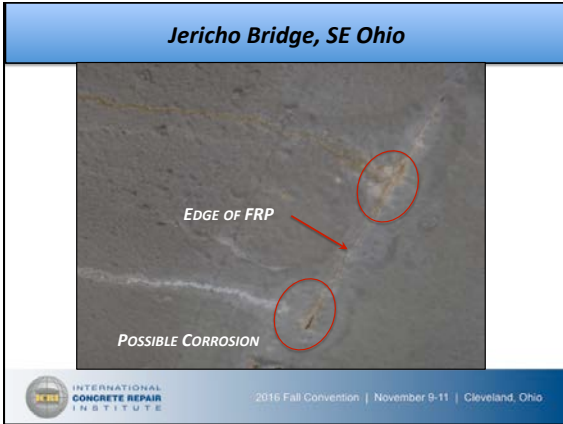 Jericho Bridge, SE Ohio
EDGE OF FRP
POSSIBLE CORROSION
ICRI
INTERNATIONAL
CONCRETE REPAIR
INSTITUTE
2016 Fall Convention | November 9-11 | Cleveland, Ohio